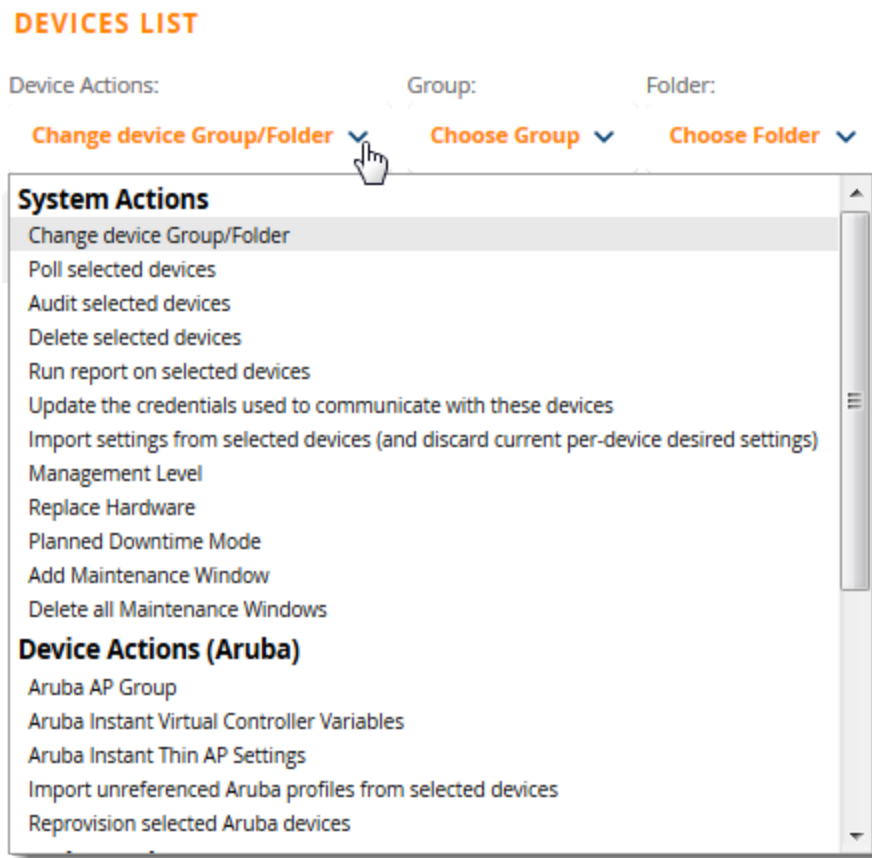 DEVICES LIST
Device Actions: Group: Folder:
Change device Group/Folder Choose Group Choose Folder
System Actions
Change device Group/Folder
Poll selected devices
Audit selected devices
Delete selected devices
Run report on selected devices
Update the credentials used to communicate with these devices
Import settings from selected devices (and discard current per-device desired settings)
Management Level
Replace Hardware
Planned Downtime Mode
Add Maintenance Window
Delete all Maintenance Windows
Device Actions (Aruba)
Aruba AP Group
Aruba Instant Virtual Controller Variables
Aruba Instant Thin AP Settings
Import unreferenced Aruba profiles from selected devices
Reprovision selected Aruba devices